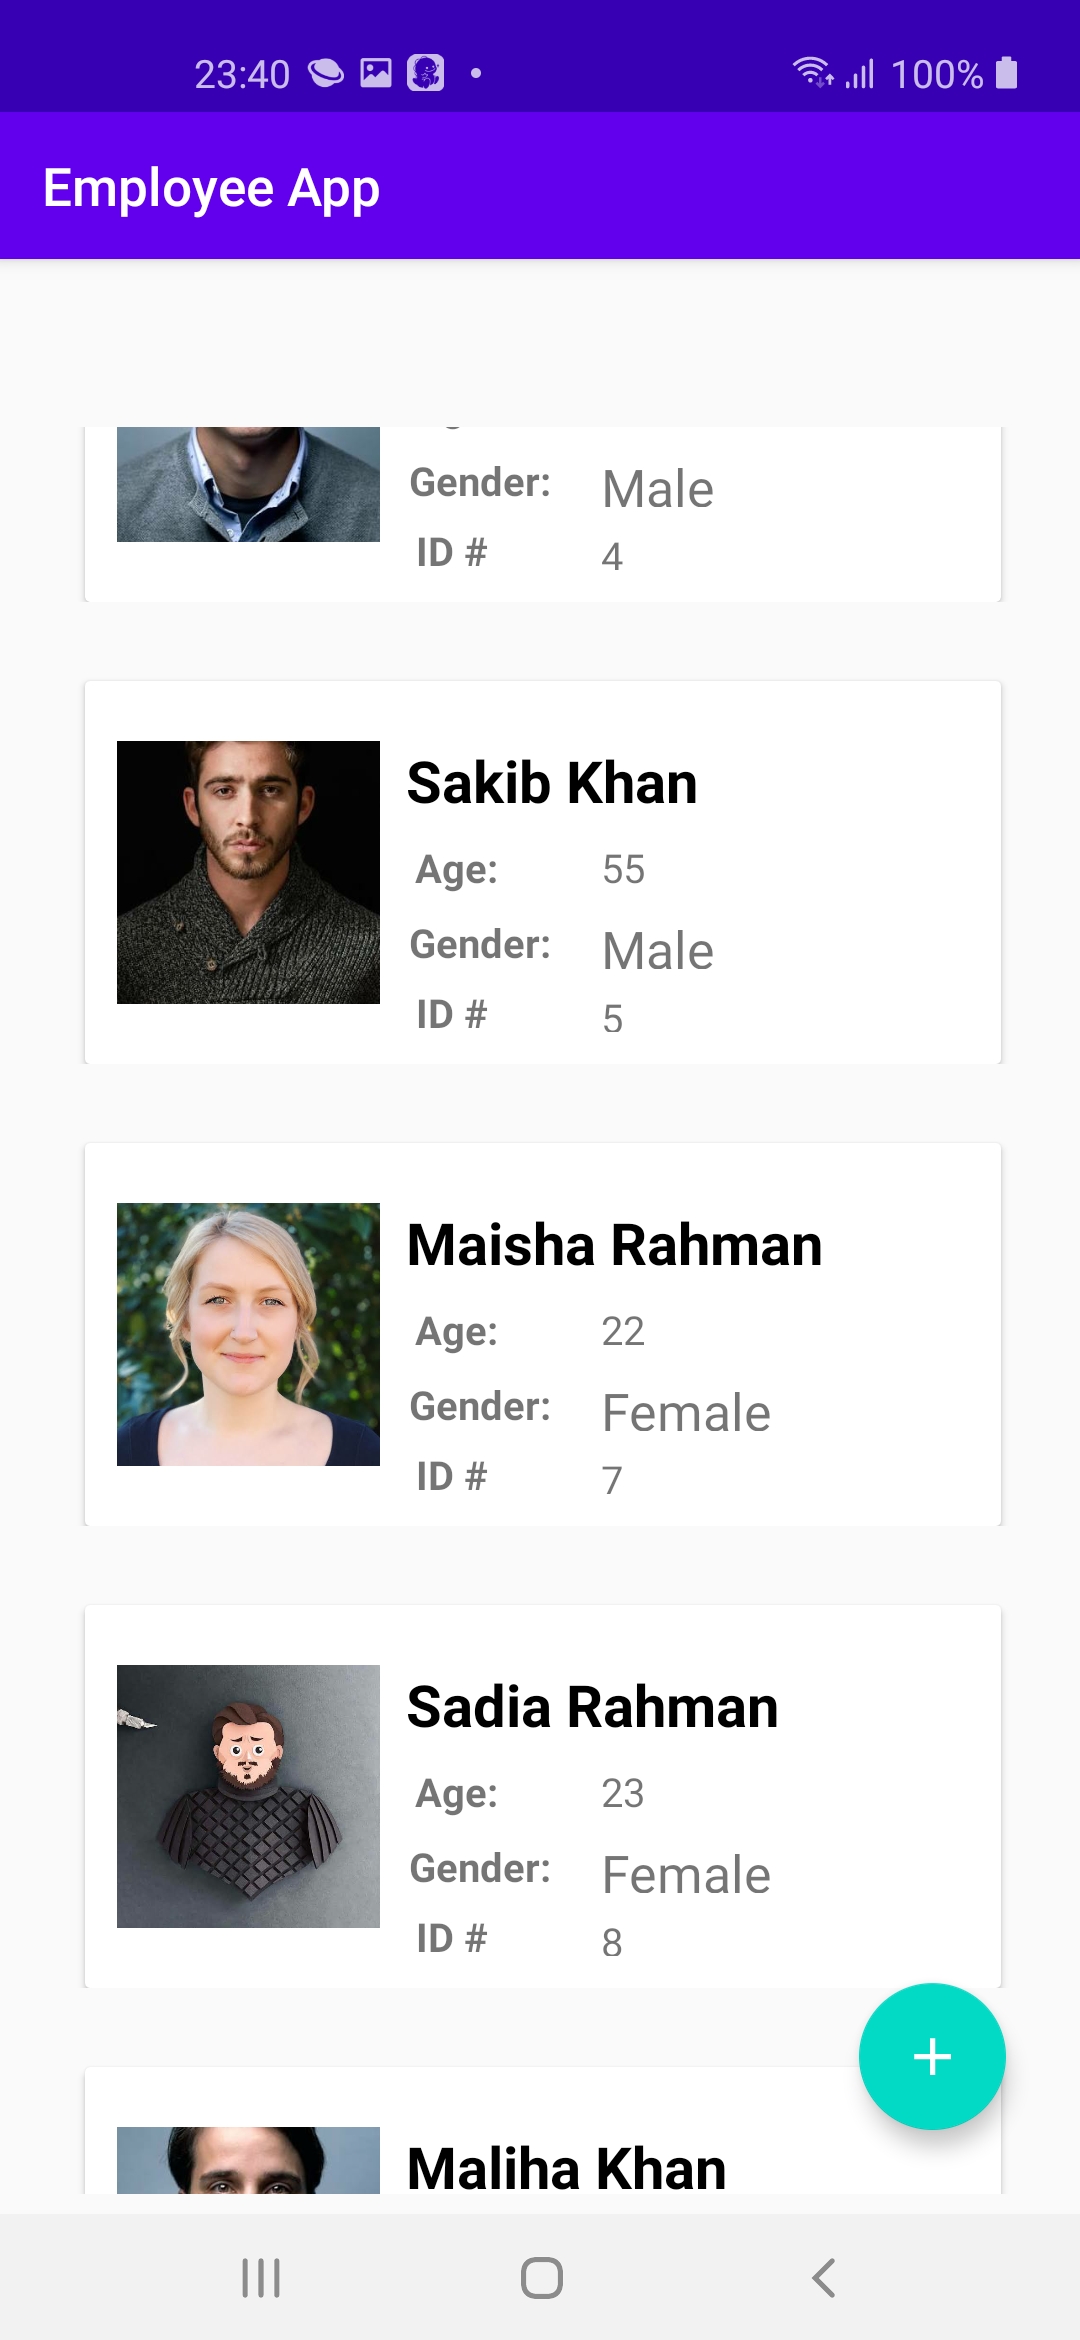 23:40 100%
Employee App
Gender: Male
ID # 4
Sakib Khan
Age: 55
Gender: Male
ID # 5
Maisha Rahman
Age: 22
Gender: Female
ID # 7
Sadia Rahman
Age: 23
Gender: Female
ID # 8
+
Maliha Khan